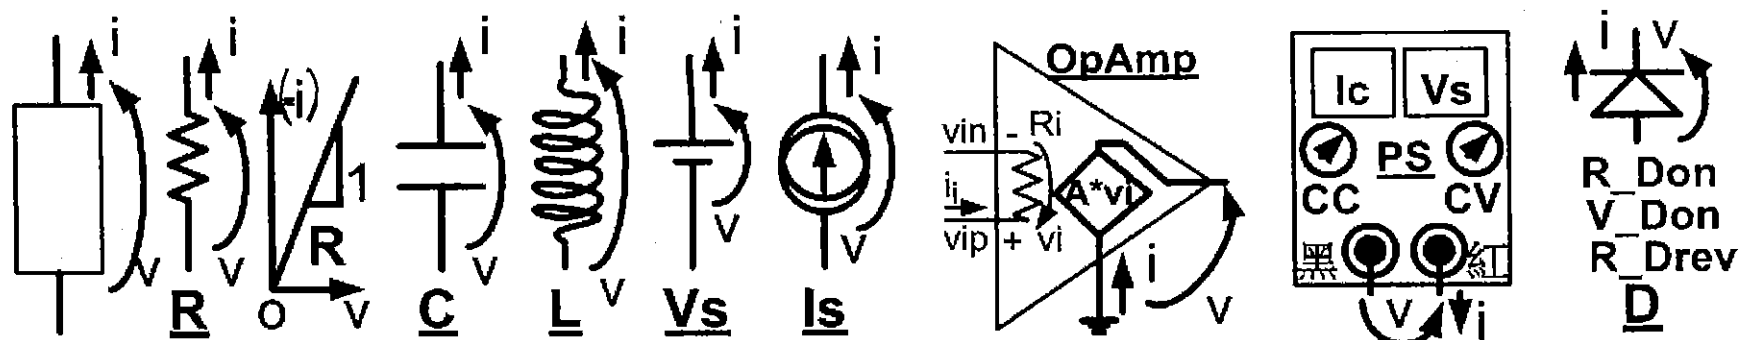 i
V
i
V
R
(-i)
1
R
O
V
i
V
C
i
V
L
i
V
Vs
i
V
Is
OpAmp
vin - Ri
ii
A*vi
vip + vi
i
V
Ic Vs
PS
CC CV
黑 紅
V i
i V
R_Don
V_Don
R_Drev
D